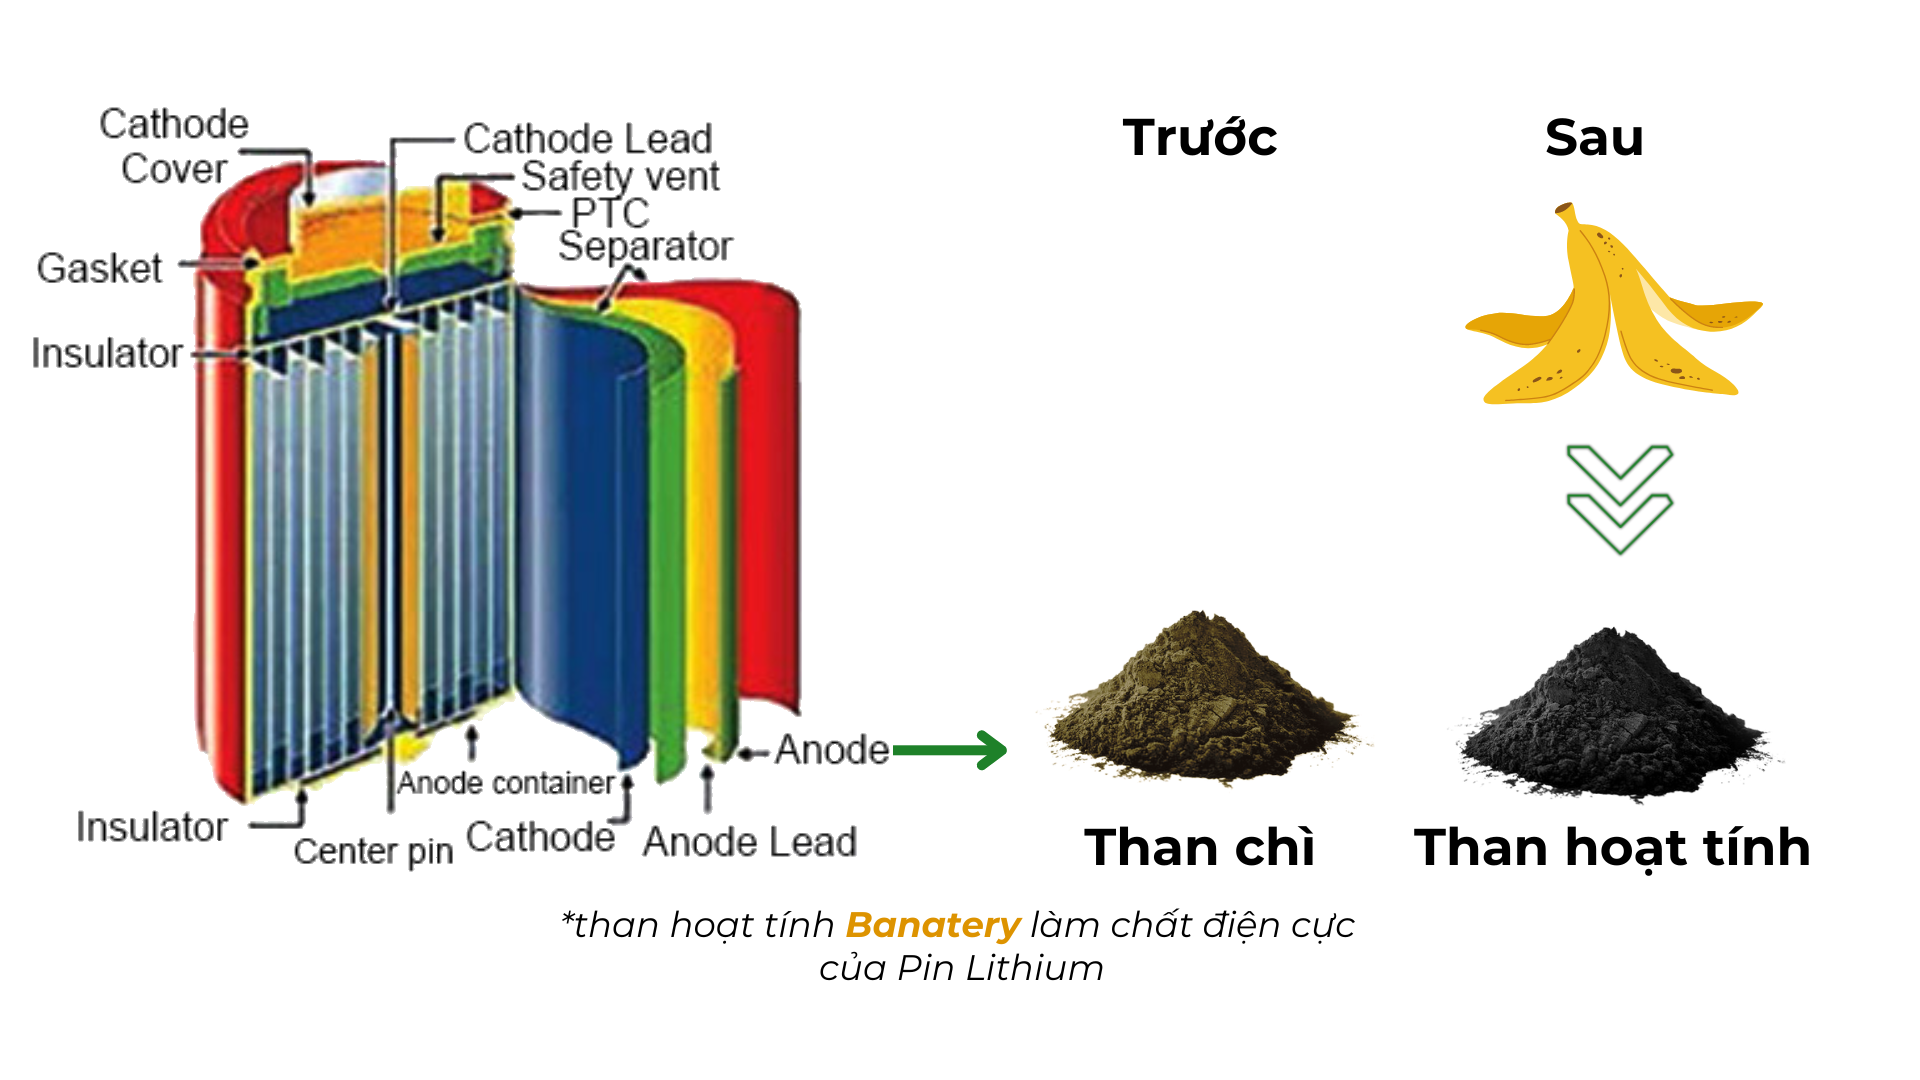 Cathode
Cover
Cathode Lead
Safety vent
PTC
Separator
Gasket
Insulator
Anode
Anode container
Insulator
Center pin
Cathode
Anode Lead
Trước
Sau
Than chì
Than hoạt tính
*than hoạt tính Banatery làm chất điện cực
của Pin Lithium